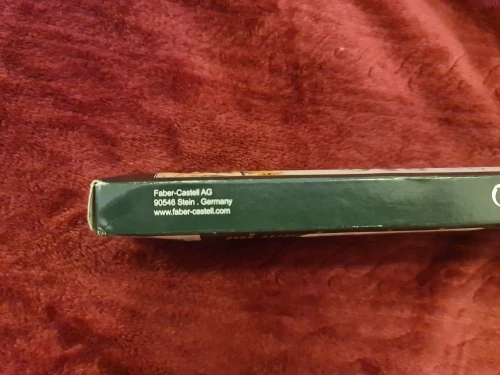 Faber-Castell AG
90546 Stein . Germany
www.faber-castell.com